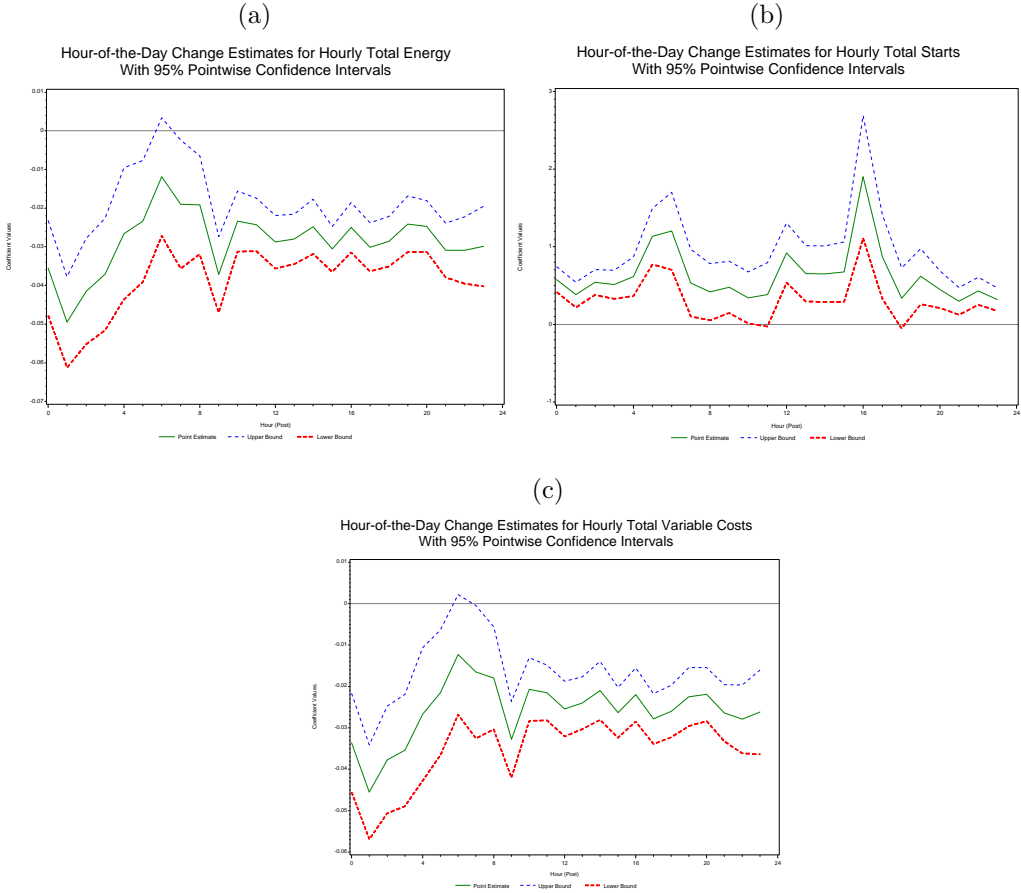 (a)
Hour-of-the-Day Change Estimates for Hourly Total Energy
With 95% Pointwise Confidence Intervals
Coefficient Values
0.01
0
-0.01
-0.02
-0.03
-0.04
-0.05
-0.06
-0.07
0 4 8 12 16 20 24
Hour (Post)
Point Estimate Upper Bound Lower Bound
(b)
Hour-of-the-Day Change Estimates for Hourly Total Starts
With 95% Pointwise Confidence Intervals
Coefficient Values
3
2
1
0
-1
0 4 8 12 16 20 24
Hour (Post)
Point Estimate Upper Bound Lower Bound
(c)
Hour-of-the-Day Change Estimates for Hourly Total Variable Costs
With 95% Pointwise Confidence Intervals
Coefficient Values
0.01
0
-0.01
-0.02
-0.03
-0.04
-0.05
-0.06
0 4 8 12 16 20 24
Hour (Post)
Point Estimate Upper Bound Lower Bound